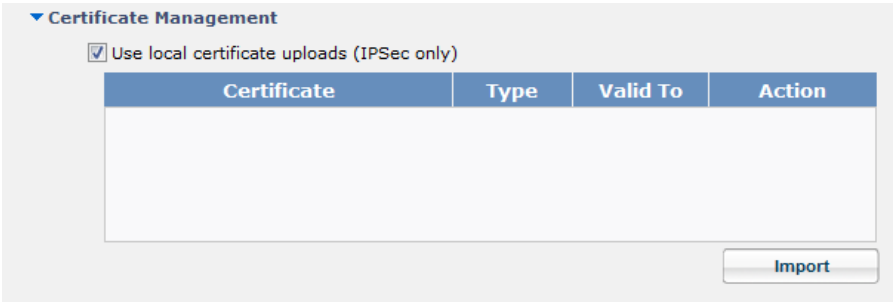 Certificate Management
Use local certificate uploads (IPSec only)
Certificate Type Valid To Action
Import